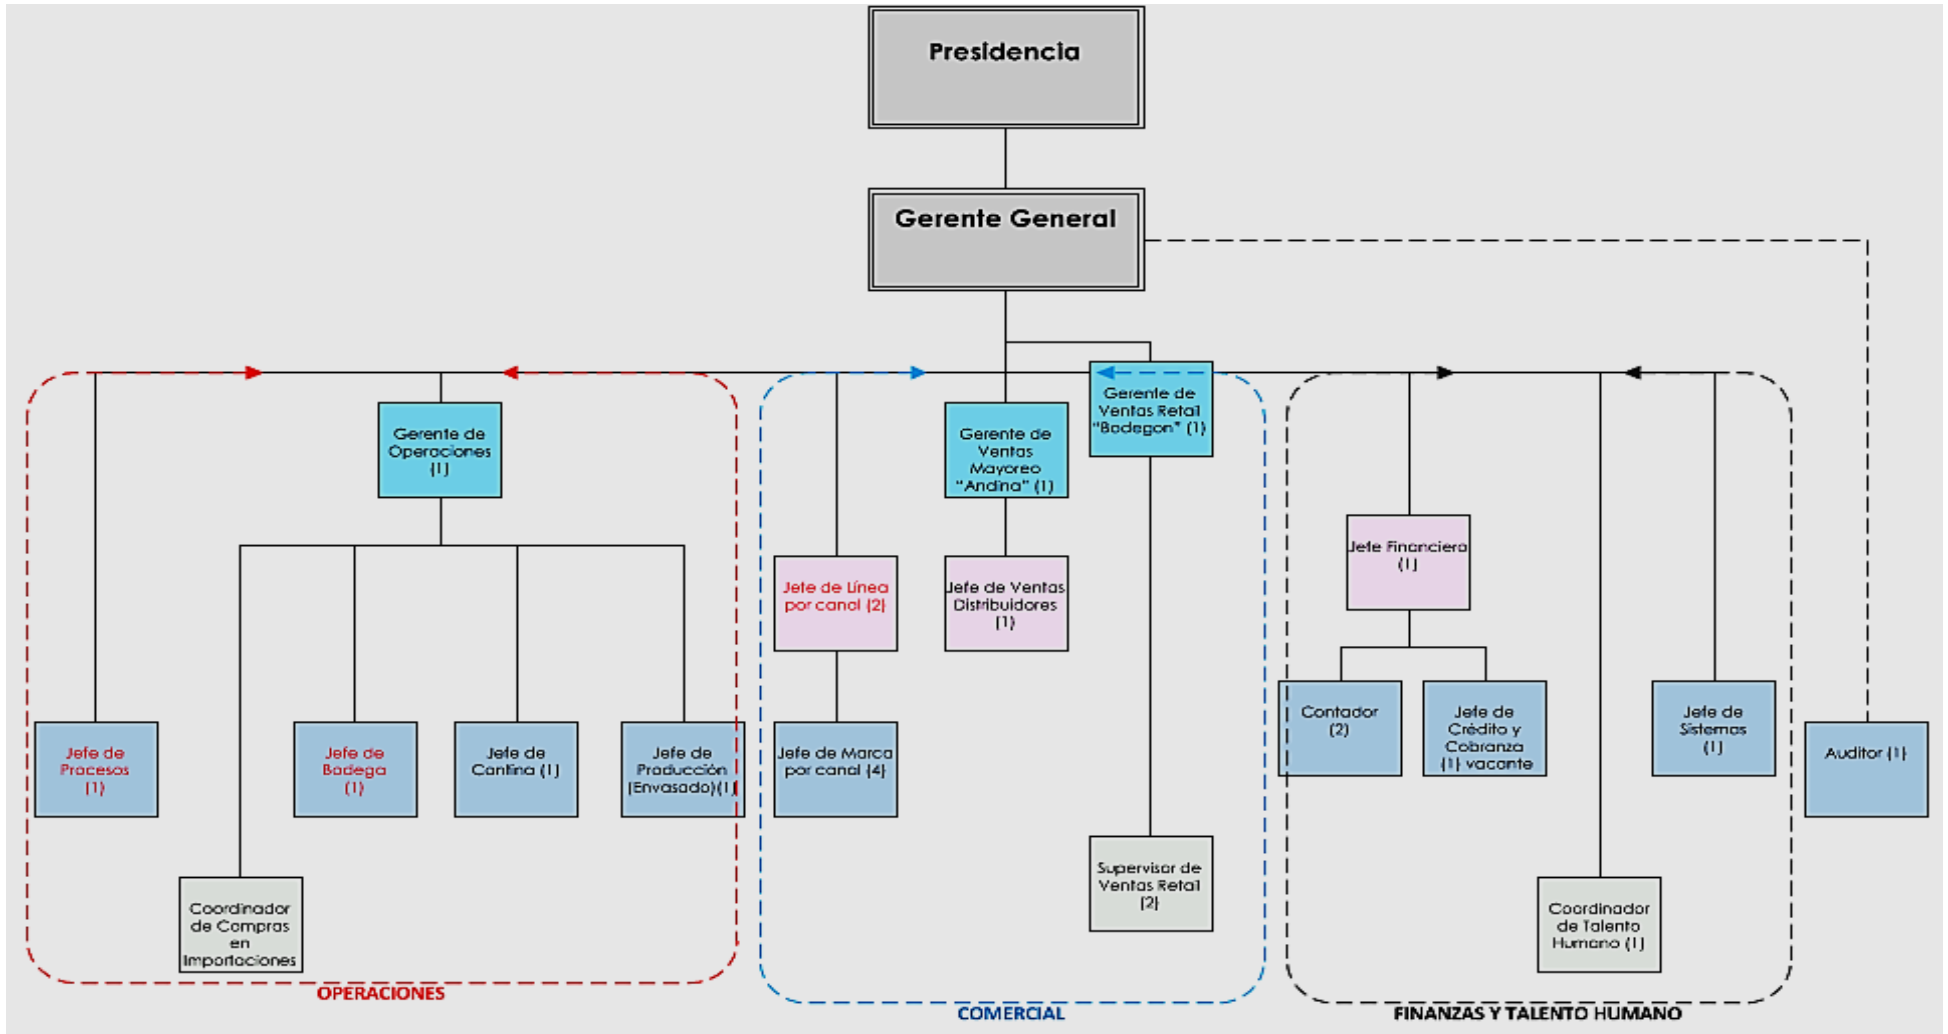 Presidencia
Gerente General
Gerente de
Operaciones
(1)
Gerente de
Ventas
Mayoreo
"Andina" (1)
Gerente de
Ventas Retail
"Bodegon" (1)
Jefe de Línea
por canal (2)
Jefe de Ventas
Distribuidores
(1)
Jefe Financiero
(1)
Jefe de
Procesos
(1)
Jefe de
Bodega
(1)
Jefe de
Cantina (1)
Jefe de
Producción
(Envasado)(1)
Jefe de Marca
por canal (4)
Contador
(2)
Jefe de
Crédito y
Cobranza
(1) vacante
Jefe de
Sistemas
(1)
Auditor (1)
Coordinador
de Compras
en
Importaciones
Supervisor de
Ventas Retail
(2)
Coordinador
de Talento
Humano (1)
OPERACIONES
COMERCIAL
FINANZAS Y TALENTO HUMANO